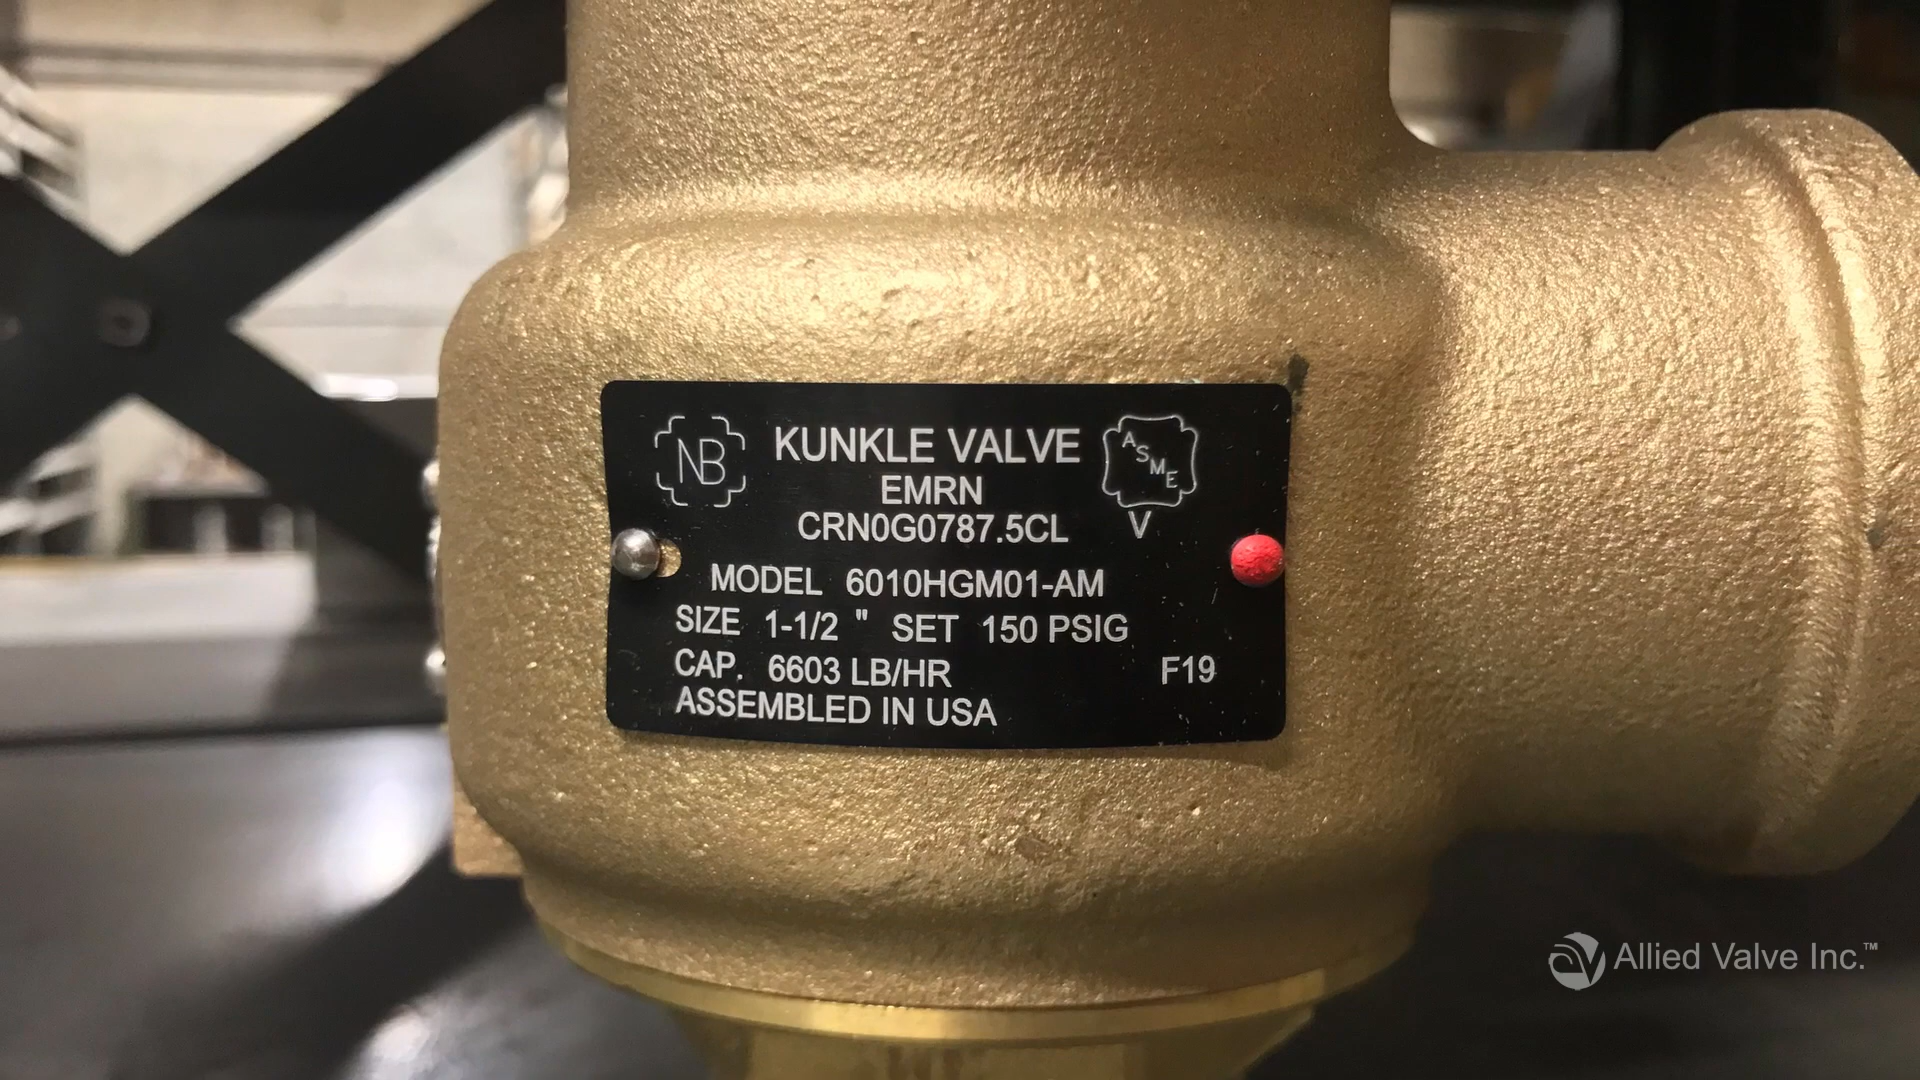 NB KUNKLE VALVE ASME
EMRN
CRN0G0787.5CL V
MODEL 6010HGM01-AM
SIZE 1-1/2 " SET 150 PSIG
CAP. 6603 LB/HR F19
ASSEMBLED IN USA
Allied Valve Inc.™